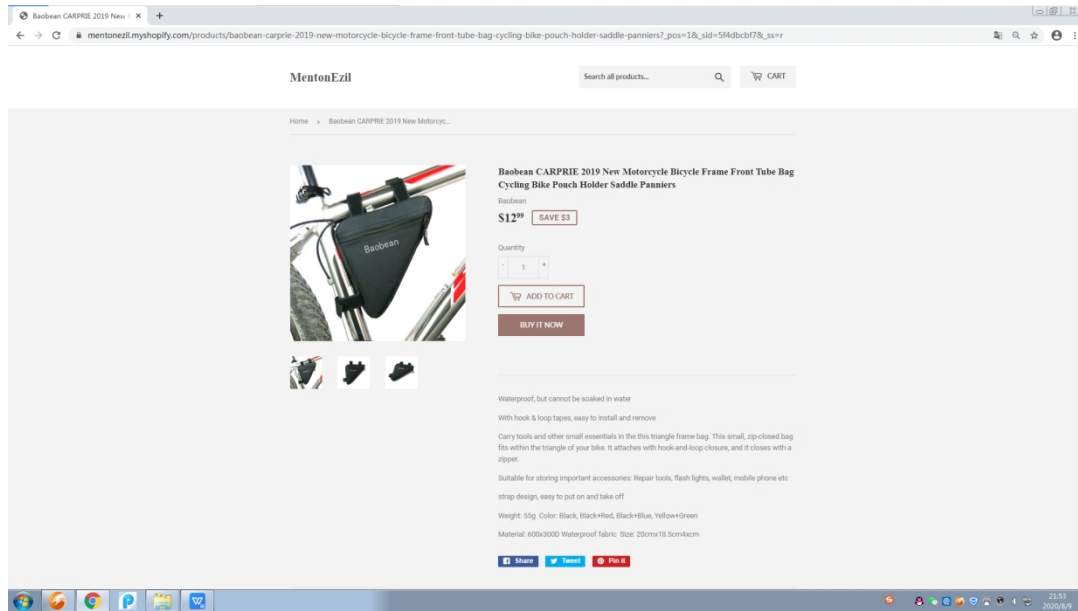 Baobean CARPRIE 2019 New
mentonezil.myshopify.com/products/baobean-carprie-2019-new-motorcycle-bicycle-frame-front-tube-bag-cycling-bike-pouch-holder-saddle-panniers?_pos=1&_sid=5f4dbcbf7&_ss=r
MentonEzil
Search all products...
CART
Home > Baobean CARPRIE 2019 New Motorcyc...
Baobean CARPRIE 2019 New Motorcycle Bicycle Frame Front Tube Bag
Cycling Bike Pouch Holder Saddle Panniers
Baobean
$12⁹⁹ SAVE $3
Baobean
Quantity
- 1 +
ADD TO CART
BUY IT NOW
Waterproof, but cannot be soaked in water
With hook & loop tapes, easy to install and remove
Carry tools and other small essentials in the this triangle frame bag. This small, zip-closed bag
fits within the triangle of your bike. It attaches with hook-and-loop closure, and it closes with a
zipper.
Suitable for storing important accessories: Repair tools, flash lights, wallet, mobile phone etc
strap design, easy to put on and take off
Weight: 55g Color: Black, Black+Red, Black+Blue, Yellow+Green
Material: 600x300D Waterproof fabric Size: 20cmx18.5cm4xcm
Share Tweet Pin it
21:53
2020/8/9